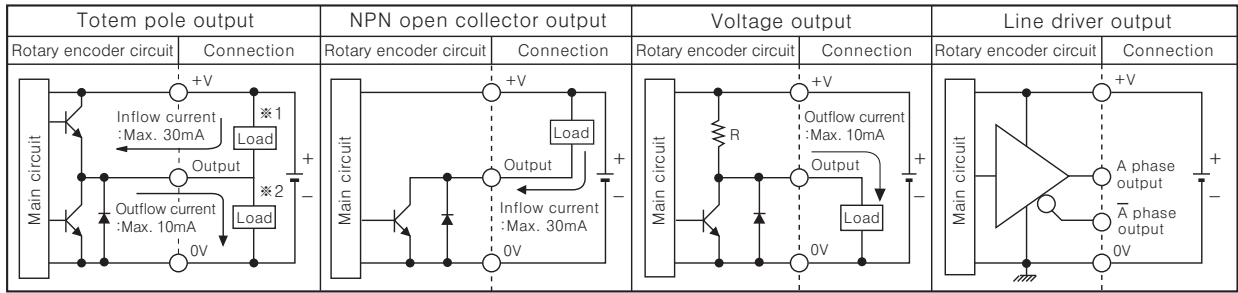 Totem pole output
Rotary encoder circuit
Connection
Main circuit
+V
Inflow current
:Max. 30mA
※1
Load
Output
+
−
※2
Outflow current
:Max. 10mA
Load
0V
NPN open collector output
Rotary encoder circuit
Connection
Main circuit
+V
Load
Output
+
−
Inflow current
:Max. 30mA
0V
Voltage output
Rotary encoder circuit
Connection
Main circuit
+V
R
Outflow current
:Max. 10mA
Output
+
−
Load
0V
Line driver output
Rotary encoder circuit
Connection
Main circuit
+V
A phase
output
+
−
A̅ phase
output
0V